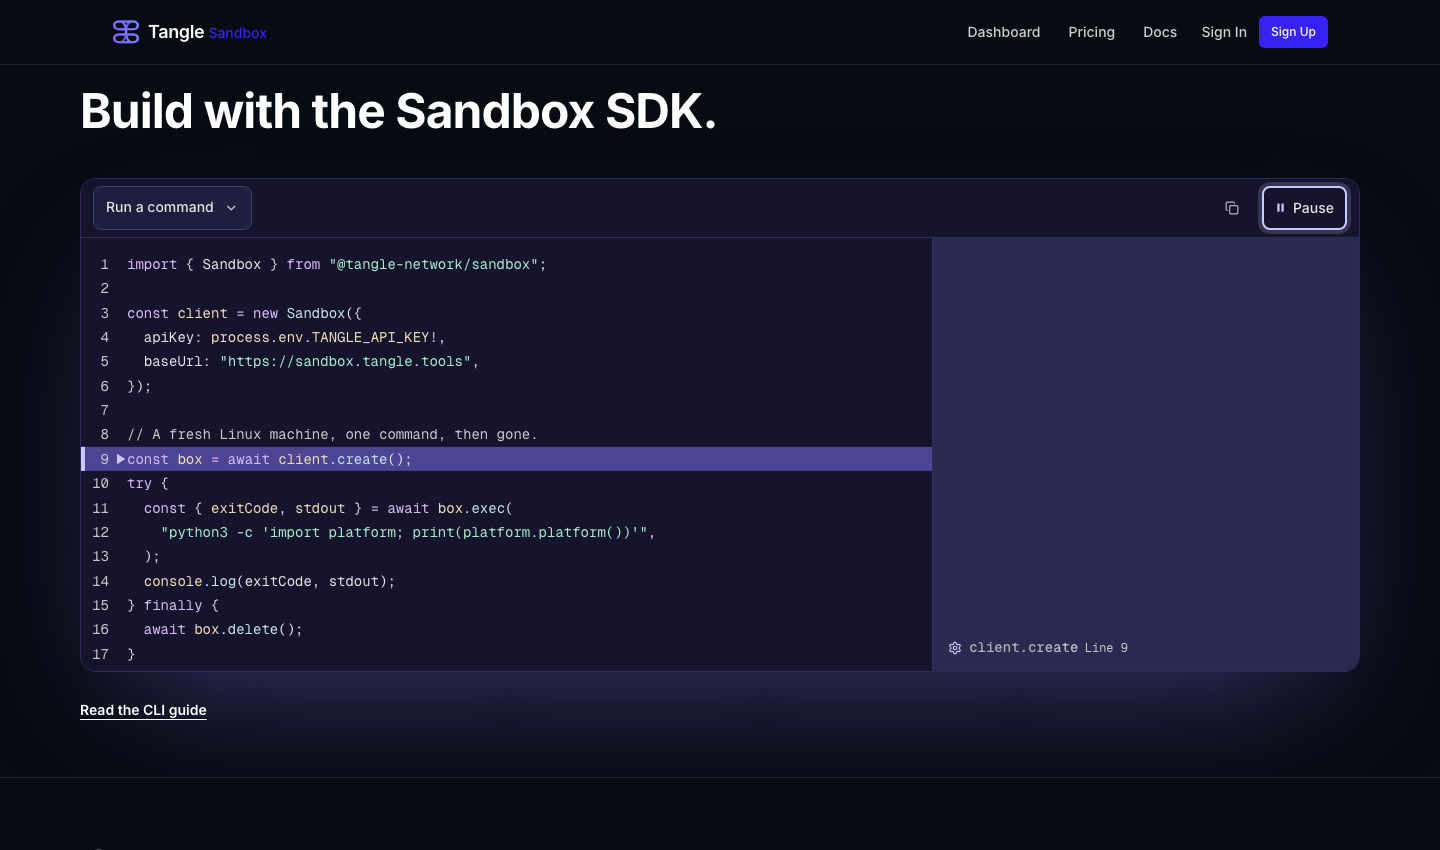 Tangle Sandbox
Dashboard
Pricing
Docs
Sign In
Sign Up
Build with the Sandbox SDK.
Run a command
Pause
1 import { Sandbox } from "@tangle-network/sandbox";
2
3 const client = new Sandbox({
4   apiKey: process.env.TANGLE_API_KEY!,
5   baseUrl: "https://sandbox.tangle.tools",
6 });
7
8 // A fresh Linux machine, one command, then gone.
9 const box = await client.create();
10 try {
11   const { exitCode, stdout } = await box.exec(
12     "python3 -c 'import platform; print(platform.platform())'",
13   );
14   console.log(exitCode, stdout);
15 } finally {
16   await box.delete();
17 }
client.create Line 9
Read the CLI guide